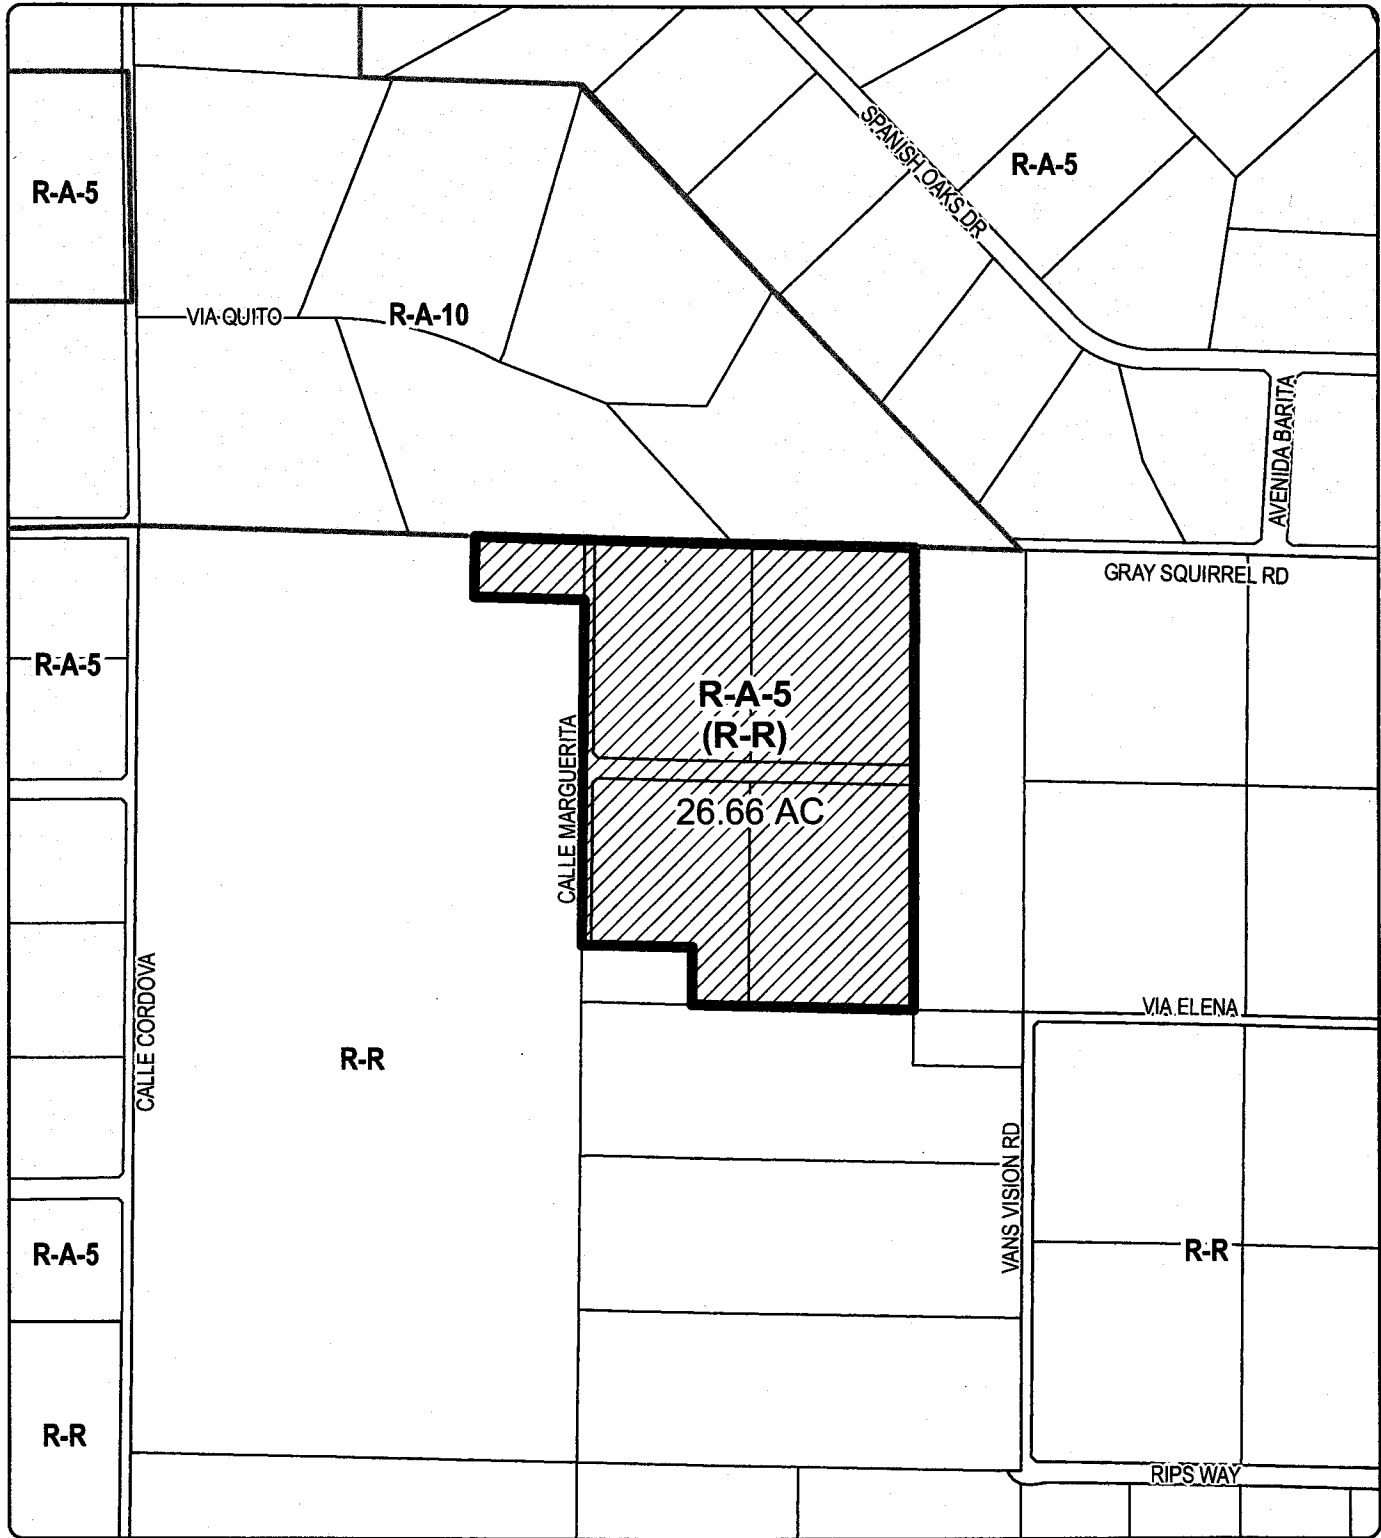 SPANISH OAKS DR
R-A-5
R-A-5
VIA QUITO
R-A-10
AVENIDA BARITA
GRAY SQUIRREL RD
R-A-5
R-A-5
(R-R)
CALLE MARGUERITA
26.66 AC
CALLE CORDOVA
VIA ELENA
R-R
VANS VISION RD
R-A-5
R-R
R-R
RIPS WAY